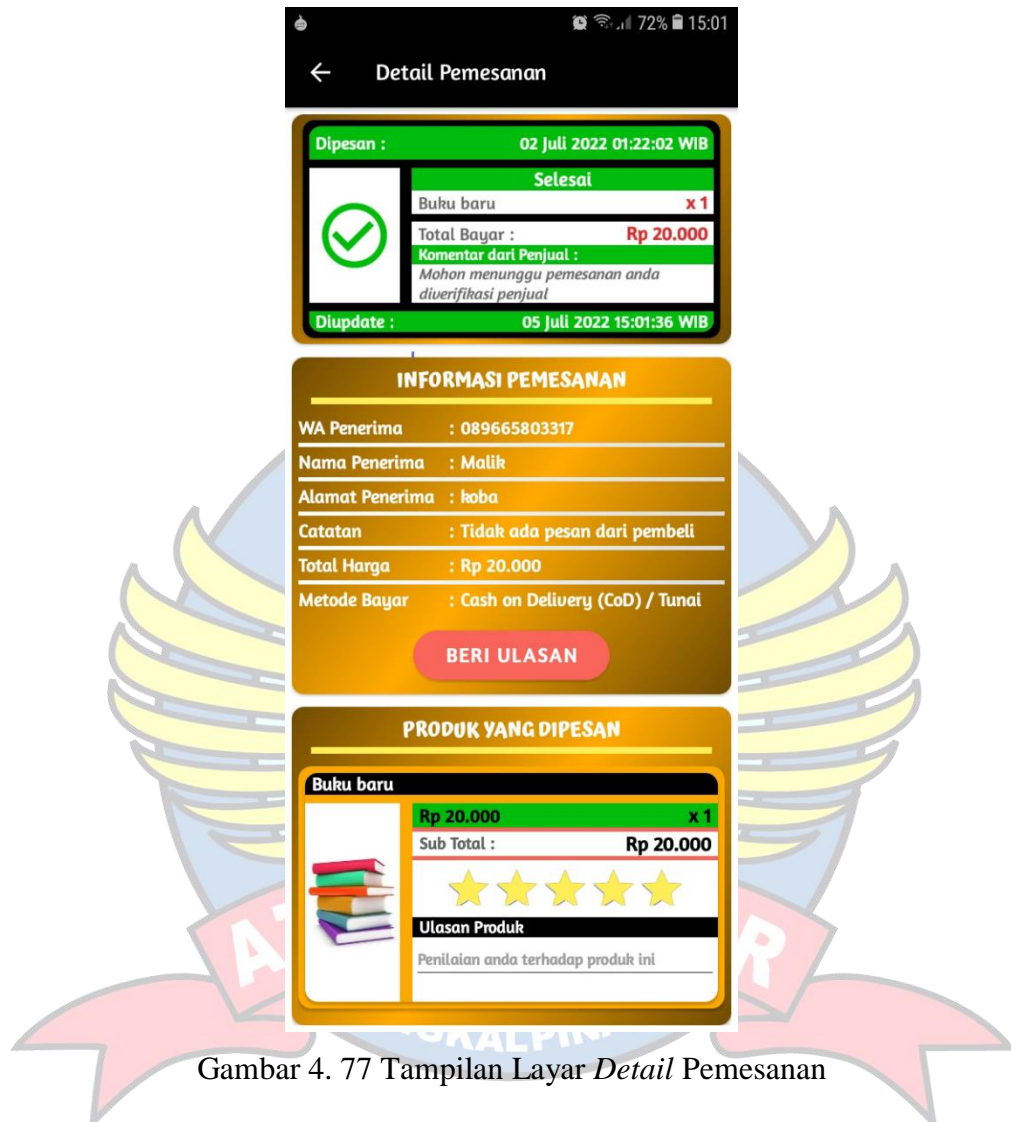 72% 15:01
Detail Pemesanan
Dipesan : 02 Juli 2022 01:22:02 WIB
Selesai
Buku baru x 1
Total Bayar : Rp 20.000
Komentar dari Penjual :
Mohon menunggu pemesanan anda
diverifikasi penjual
Diupdate : 05 Juli 2022 15:01:36 WIB
INFORMASI PEMESANAN
WA Penerima : 089665803317
Nama Penerima : Malik
Alamat Penerima : koba
Catatan : Tidak ada pesan dari pembeli
Total Harga : Rp 20.000
Metode Bayar : Cash on Delivery (CoD) / Tunai
BERI ULASAN
PRODUK YANG DIPESAN
Buku baru
Rp 20.000 x 1
Sub Total : Rp 20.000
Ulasan Produk
Penilaian anda terhadap produk ini
Gambar 4. 77 Tampilan Layar Detail Pemesanan